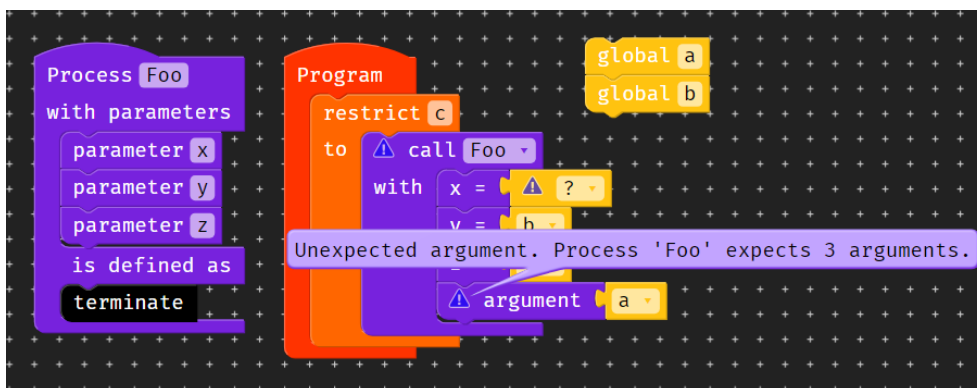 Process Foo
with parameters
parameter x
parameter y
parameter z
is defined as
terminate
Program
restrict c
to call Foo
with x = ?
y = b
Unexpected argument. Process 'Foo' expects 3 arguments.
argument a
global a
global b